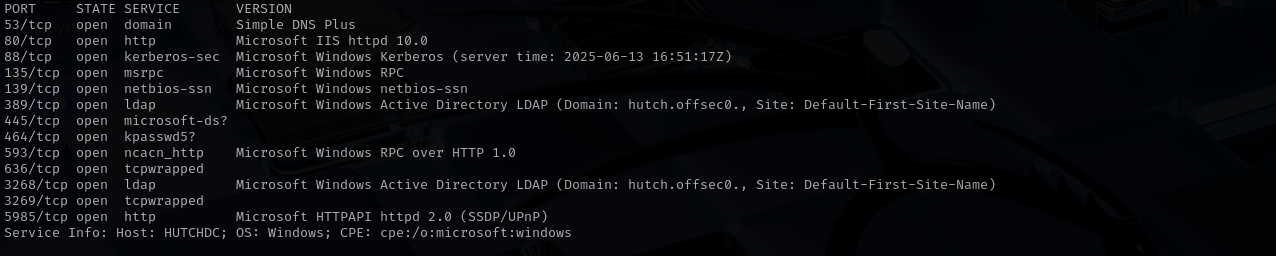 PORT     STATE SERVICE       VERSION
53/tcp   open  domain        Simple DNS Plus
80/tcp   open  http          Microsoft IIS httpd 10.0
88/tcp   open  kerberos-sec  Microsoft Windows Kerberos (server time: 2025-06-13 16:51:17Z)
135/tcp  open  msrpc         Microsoft Windows RPC
139/tcp  open  netbios-ssn   Microsoft Windows netbios-ssn
389/tcp  open  ldap          Microsoft Windows Active Directory LDAP (Domain: hutch.offsec0., Site: Default-First-Site-Name)
445/tcp  open  microsoft-ds?
464/tcp  open  kpasswd5?
593/tcp  open  ncacn_http    Microsoft Windows RPC over HTTP 1.0
636/tcp  open  tcpwrapped
3268/tcp open  ldap          Microsoft Windows Active Directory LDAP (Domain: hutch.offsec0., Site: Default-First-Site-Name)
3269/tcp open  tcpwrapped
5985/tcp open  http          Microsoft HTTPAPI httpd 2.0 (SSDP/UPnP)
Service Info: Host: HUTCHDC; OS: Windows; CPE: cpe:/o:microsoft:windows